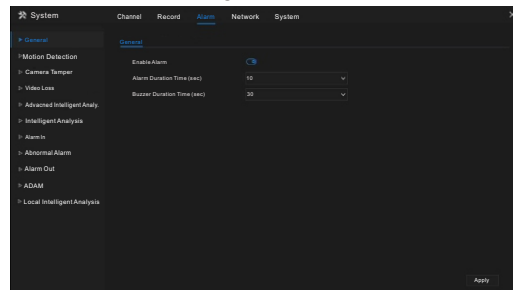 System
Channel Record Alarm Network System
General
Motion Detection
Camera Tamper
Video Loss
Advacned Intelligent Analy.
Intelligent Analysis
Alarm In
Abnormal Alarm
Alarm Out
ADAM
Local Intelligent Analysis
General
Enable Alarm
Alarm Duration Time (sec) 10
Buzzer Duration Time (sec) 30
Apply